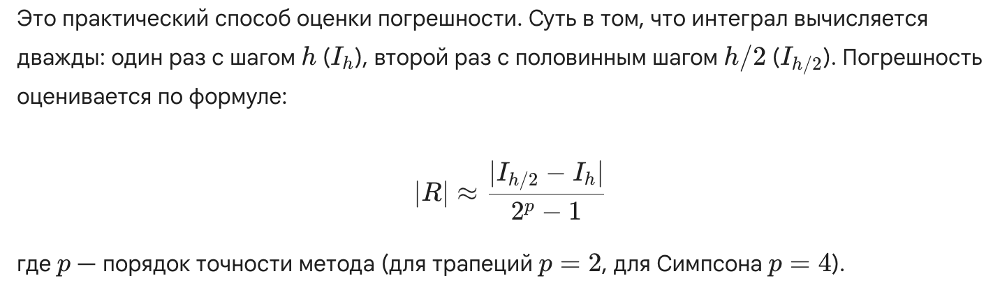 Это практический способ оценки погрешности. Суть в том, что интеграл вычисляется
дважды: один раз с шагом h (I_h), второй раз с половинным шагом h/2 (I_{h/2}). Погрешность
оценивается по формуле:
|R| ≈ \frac{|I_{h/2} − I_h|}{2^p − 1}
где p — порядок точности метода (для трапеций p = 2, для Симпсона p = 4).